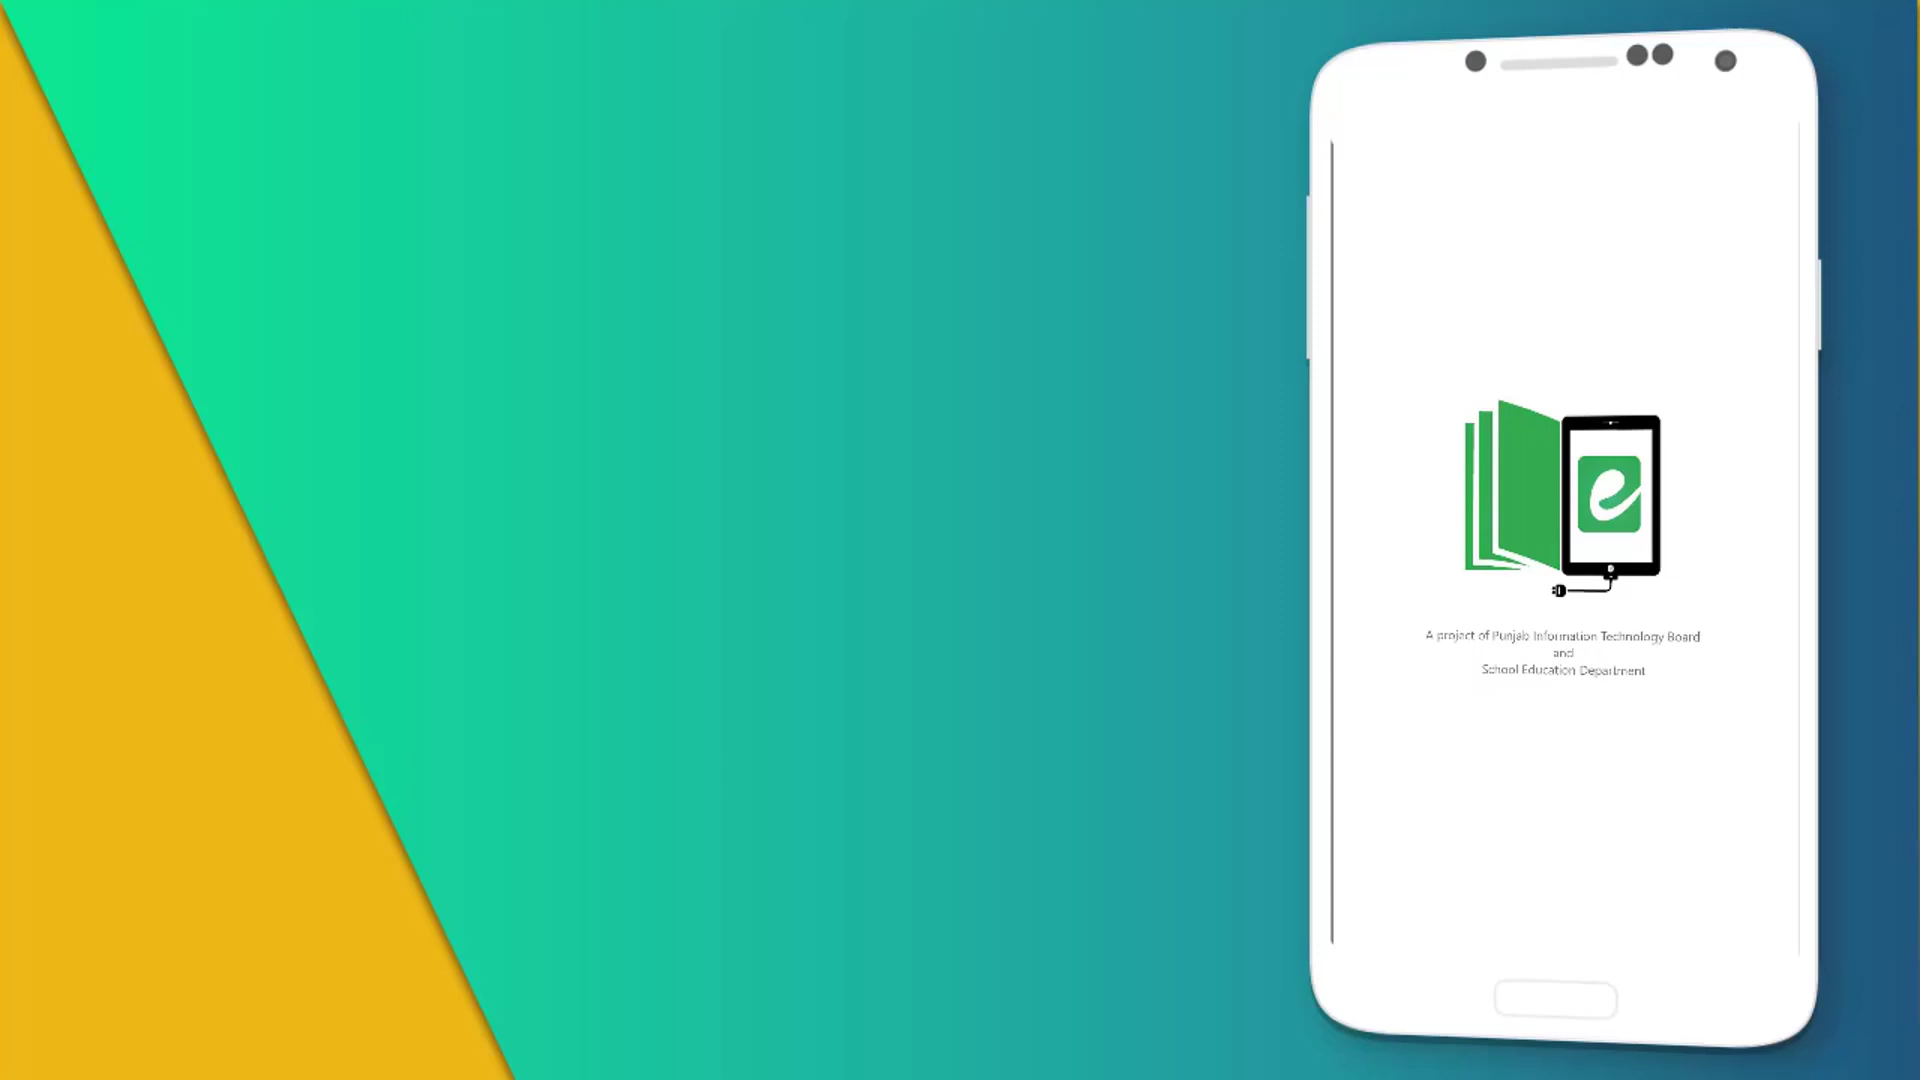 e
A project of Punjab Information Technology Board
and
School Education Department